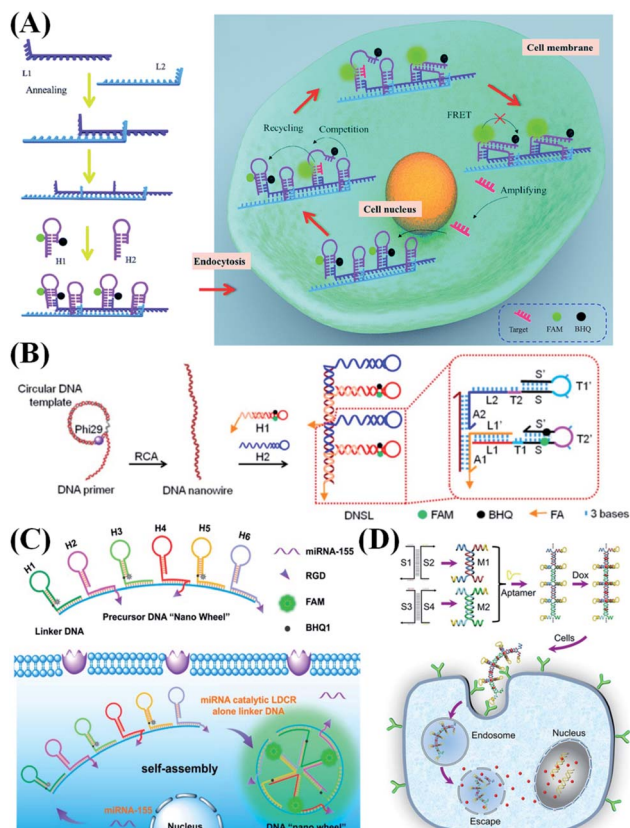 (A)
L1
L2
Annealing
H1
H2
Cell membrane
FRET
Recycling
Competition
Amplifying
Cell nucleus
Endocytosis
Target
FAM
BHQ
(B)
Circular DNA
template
Phi29
DNA primer
RCA
DNA nanowire
H1
H2
DNSL
FAM
BHQ
FA
3 bases
S'
T1'
L2
T2
S
A2
L1'
S'
T2'
L1
T1
S
A1
(C)
H1
H2
H3
H4
H5
H6
Linker DNA
Precursor DNA "Nano Wheel"
miRNA-155
RGD
FAM
BHQ1
miRNA catalytic LDCR
alone linker DNA
self-assembly
miRNA-155
Nucleus
DNA "nano wheel"
(D)
S1
S2
M1
S3
S4
M2
Aptamer
Dox
Cells
Endosome
Nucleus
Escape